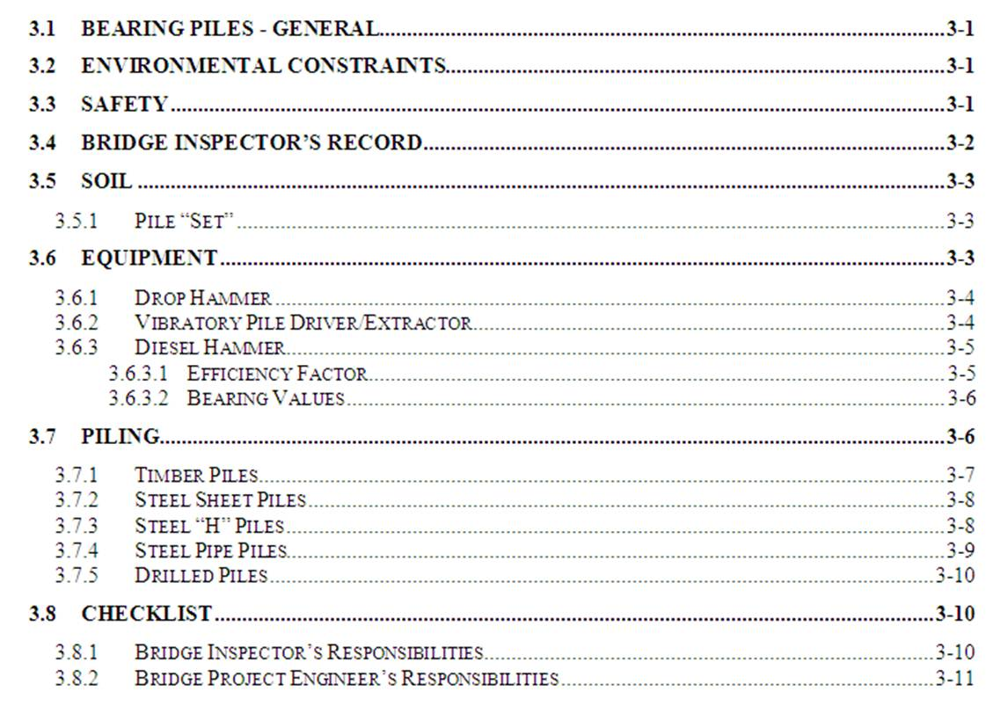 3.1 BEARING PILES - GENERAL........3-1
3.2 ENVIRONMENTAL CONSTRAINTS........3-1
3.3 SAFETY........3-1
3.4 BRIDGE INSPECTOR’S RECORD........3-2
3.5 SOIL........3-3
3.5.1 PILE “SET”........3-3
3.6 EQUIPMENT........3-3
3.6.1 DROP HAMMER........3-4
3.6.2 VIBRATORY PILE DRIVER/EXTRACTOR........3-4
3.6.3 DIESEL HAMMER........3-5
3.6.3.1 EFFICIENCY FACTOR........3-5
3.6.3.2 BEARING VALUES........3-6
3.7 PILING........3-6
3.7.1 TIMBER PILES........3-7
3.7.2 STEEL SHEET PILES........3-8
3.7.3 STEEL “H” PILES........3-8
3.7.4 STEEL PIPE PILES........3-9
3.7.5 DRILLED PILES........3-10
3.8 CHECKLIST........3-10
3.8.1 BRIDGE INSPECTOR’S RESPONSIBILITIES........3-10
3.8.2 BRIDGE PROJECT ENGINEER’S RESPONSIBILITIES........3-11